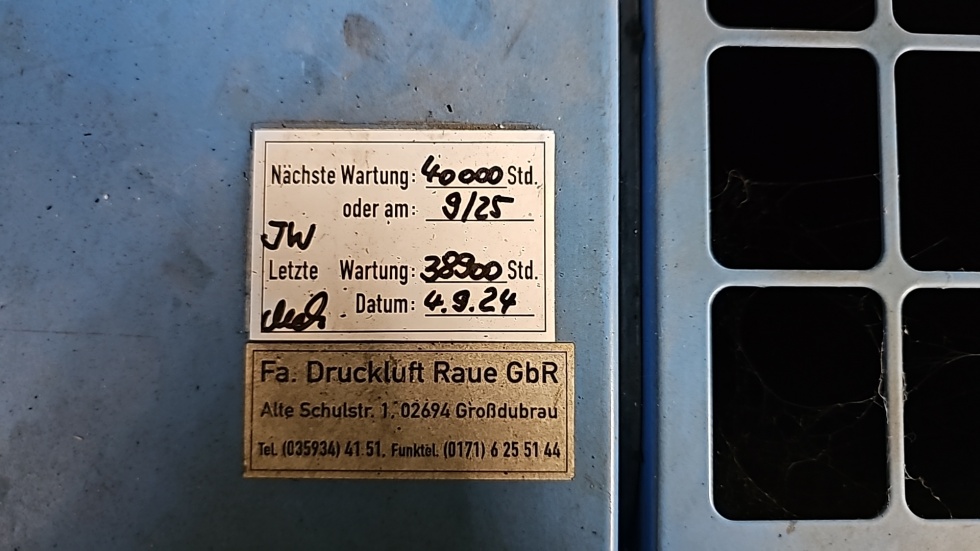 Nächste Wartung: 40000 Std.
oder am: 9/25
JW
Letzte Wartung: 38900 Std.
Datum: 4.9.24
Fa. Druckluft Raue GbR
Alte Schulstr. 1, 02694 Großdubrau
Tel. (035934) 41 51, Funktel. (0171) 6 25 51 44